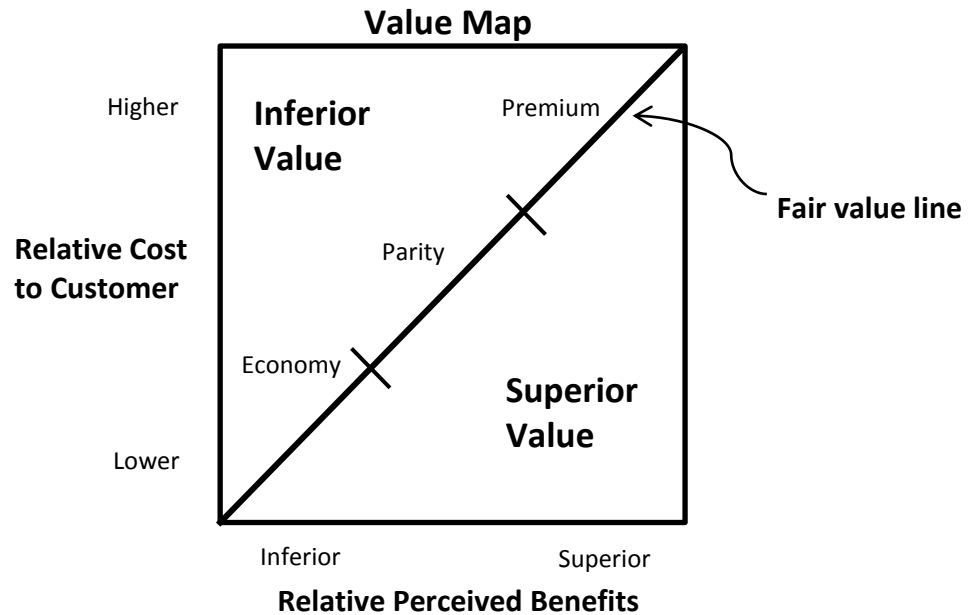 Value Map
Higher
Inferior
Value
Premium
Fair value line
Relative Cost
to Customer
Parity
Economy
Superior
Value
Lower
Inferior
Superior
Relative Perceived Benefits